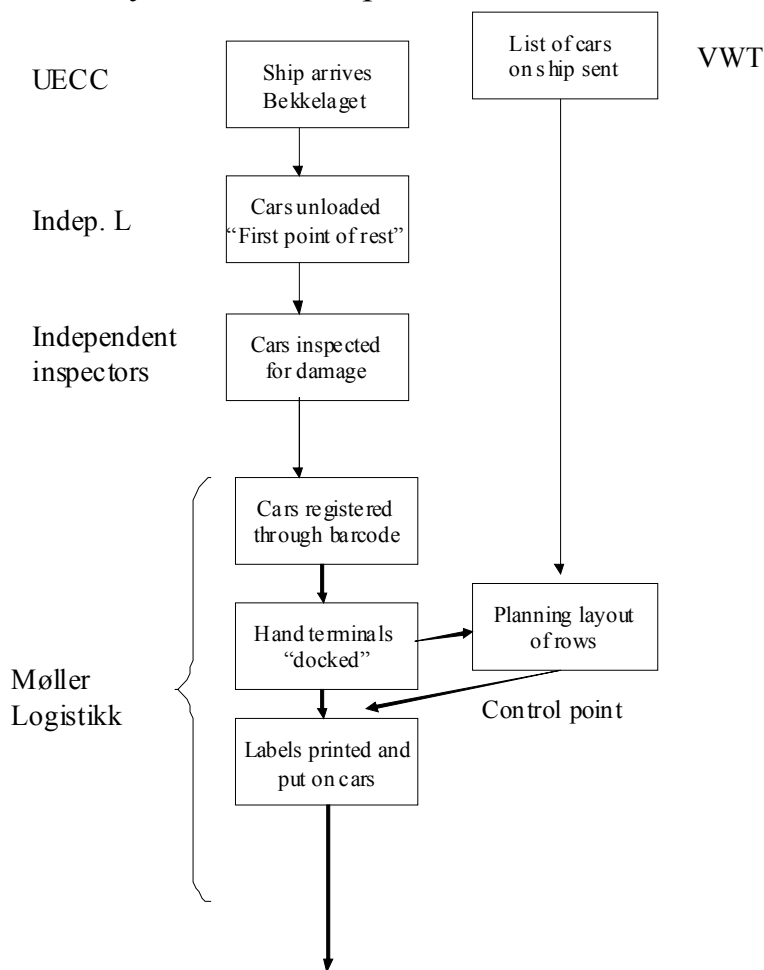 UECC
Ship arrives
Bekkelaget
List of cars
on ship sent
VWT
Indep. L
Cars unloaded
“First point of rest”
Independent
inspectors
Cars inspected
for damage
Cars registered
through barcode
Hand terminals
“docked”
Planning layout
of rows
Møller
Logistikk
Control point
Labels printed and
put on cars